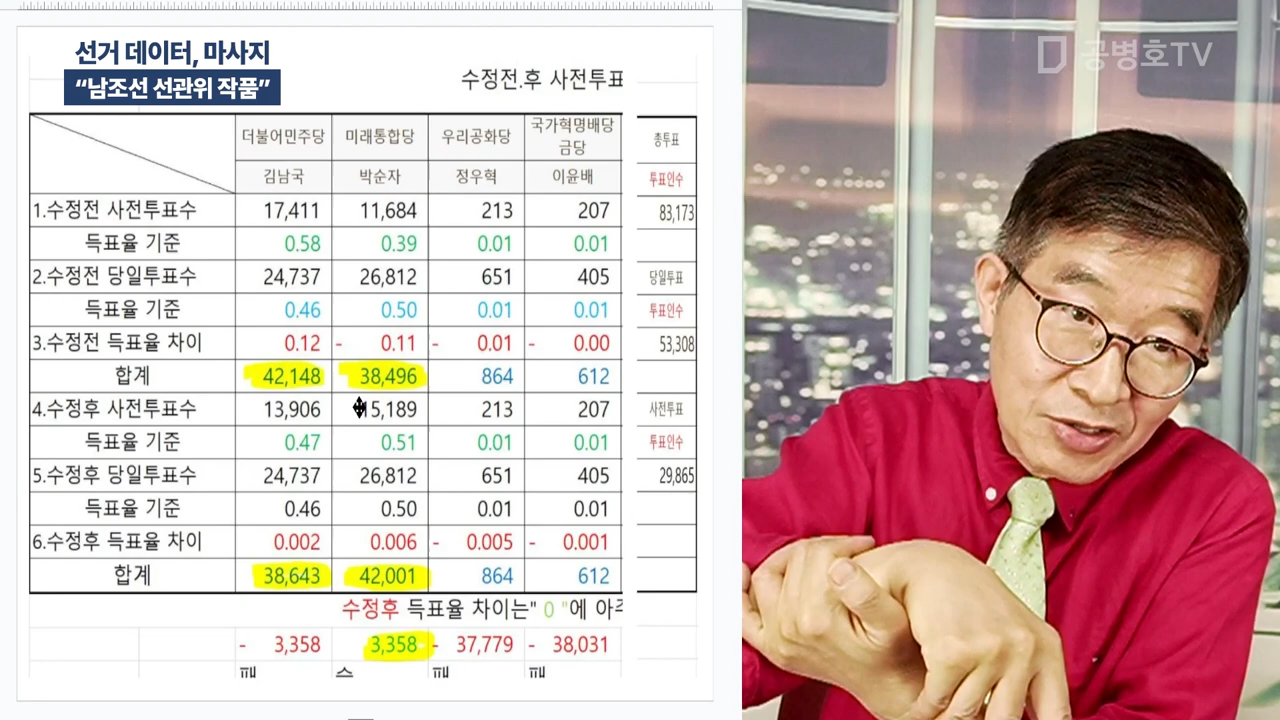 선거 데이터, 마사지
“남조선 선관위 작품”
공병호TV
수정전.후 사전투표
더불어민주당 미래통합당 우리공화당 국가혁명배당금당 총투표
김남국 박순자 정우혁 이윤배 투표인수
1.수정전 사전투표수 17,411 11,684 213 207 83,173
득표율 기준 0.58 0.39 0.01 0.01
2.수정전 당일투표수 24,737 26,812 651 405 당일투표
득표율 기준 0.46 0.50 0.01 0.01 투표인수
3.수정전 득표율 차이 0.12 - 0.11 - 0.01 - 0.00 53,308
합계 42,148 38,496 864 612
4.수정후 사전투표수 13,906 15,189 213 207 사전투표
득표율 기준 0.47 0.51 0.01 0.01 투표인수
5.수정후 당일투표수 24,737 26,812 651 405 29,865
득표율 기준 0.46 0.50 0.01 0.01
6.수정후 득표율 차이 0.002 0.006 - 0.005 - 0.001
합계 38,643 42,001 864 612
수정후 득표율 차이는" 0 "에 아주
- 3,358 3,358 - 37,779 - 38,031